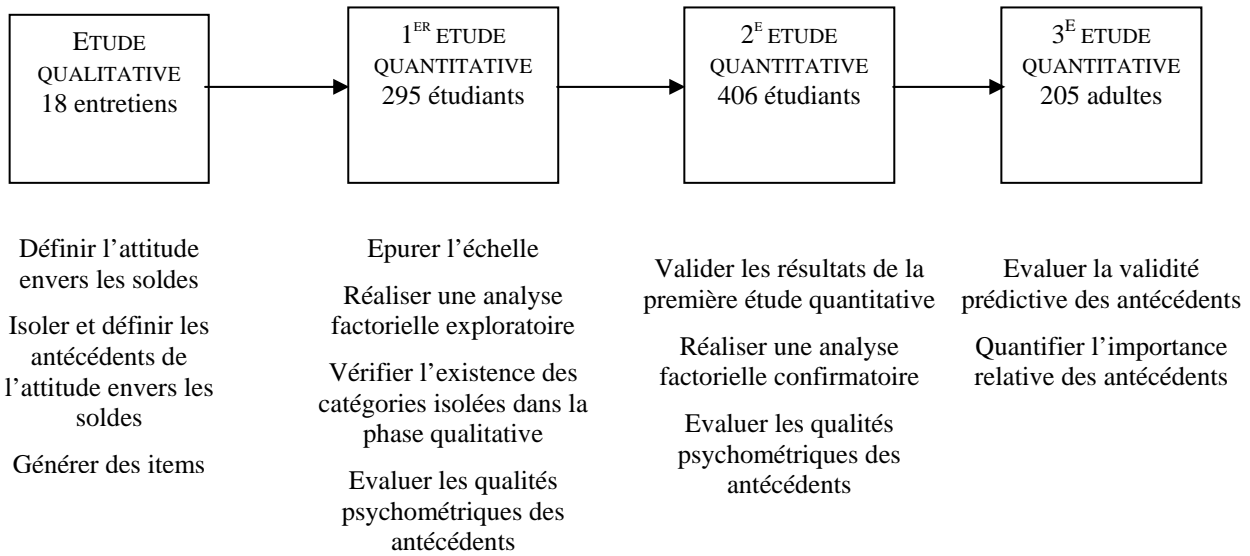 ETUDE
QUALITATIVE
18 entretiens
1ER ETUDE
QUANTITATIVE
295 étudiants
2E ETUDE
QUANTITATIVE
406 étudiants
3E ETUDE
QUANTITATIVE
205 adultes
Définir l’attitude
envers les soldes
Isoler et définir les
antécédents de
l’attitude envers les
soldes
Générer des items
Epurer l’échelle
Réaliser une analyse
factorielle exploratoire
Vérifier l’existence des
catégories isolées dans la
phase qualitative
Evaluer les qualités
psychométriques des
antécédents
Valider les résultats de la
première étude quantitative
Réaliser une analyse
factorielle confirmatoire
Evaluer les qualités
psychométriques des
antécédents
Evaluer la validité
prédictive des antécédents
Quantifier l’importance
relative des antécédents